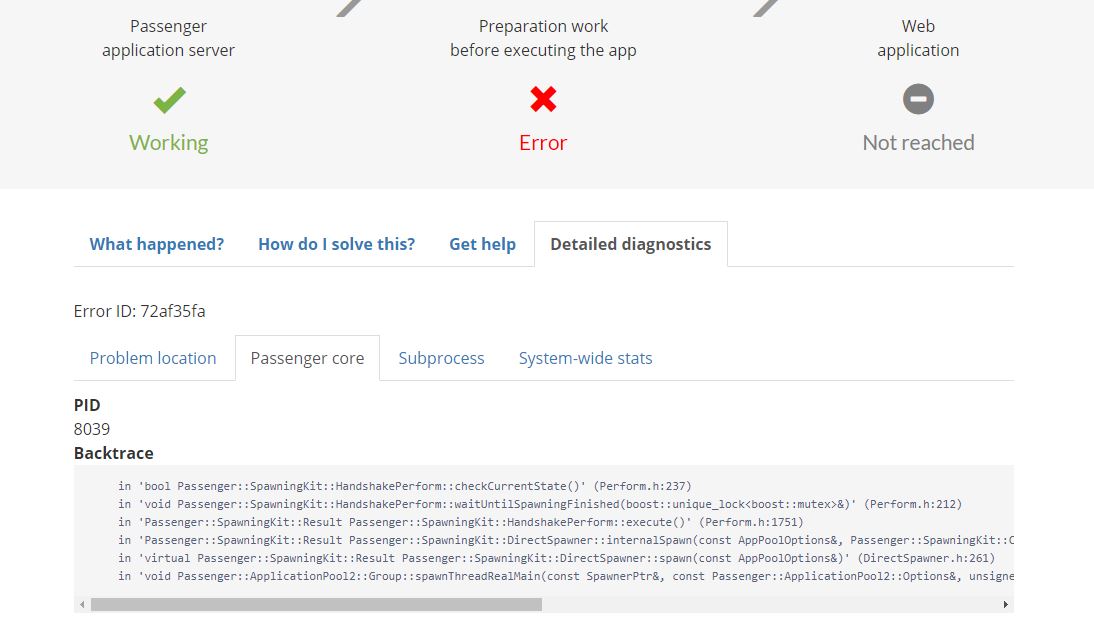 Passenger
application server
Preparation work
before executing the app
Web
application
Working
Error
Not reached
What happened?
How do I solve this?
Get help
Detailed diagnostics
Error ID: 72af35fa
Problem location
Passenger core
Subprocess
System-wide stats
PID
8039
Backtrace
in 'bool Passenger::SpawningKit::HandshakePerform::checkCurrentState()' (Perform.h:237)
in 'void Passenger::SpawningKit::HandshakePerform::waitUntilSpawningFinished(boost::unique_lock<boost::mutex>&)' (Perform.h:212)
in 'Passenger::SpawningKit::Result Passenger::SpawningKit::HandshakePerform::execute()' (Perform.h:1751)
in 'Passenger::SpawningKit::Result Passenger::SpawningKit::DirectSpawner::internalSpawn(const AppPoolOptions&, Passenger::SpawningKit::C
in 'virtual Passenger::SpawningKit::Result Passenger::SpawningKit::DirectSpawner::spawn(const AppPoolOptions&)' (DirectSpawner.h:261)
in 'void Passenger::ApplicationPool2::Group::spawnThreadRealMain(const SpawnerPtr&, const Passenger::ApplicationPool2::Options&, unsigne